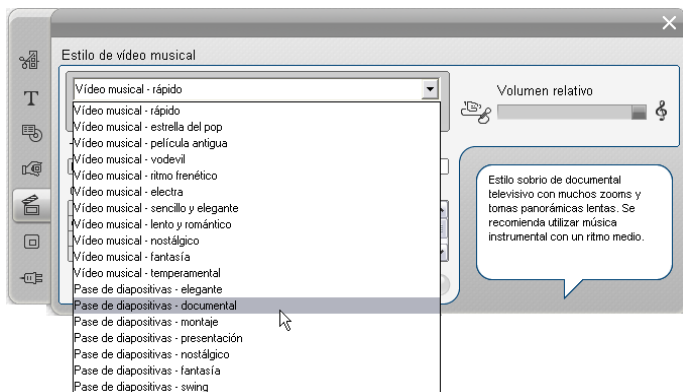 Estilo de vídeo musical
Vídeo musical - rápido
Vídeo musical - rápido
Vídeo musical - estrella del pop
Vídeo musical - película antigua
Vídeo musical - vodevil
Vídeo musical - ritmo frenético
Vídeo musical - electra
Vídeo musical - sencillo y elegante
Vídeo musical - lento y romántico
Vídeo musical - nostálgico
Vídeo musical - fantasía
Vídeo musical - temperamental
Pase de diapositivas - elegante
Pase de diapositivas - documental
Pase de diapositivas - montaje
Pase de diapositivas - presentación
Pase de diapositivas - nostálgico
Pase de diapositivas - fantasía
Pase de diapositivas - swing
Volumen relativo
Estilo sobrio de documental
televisivo con muchos zooms y
tomas panorámicas lentas. Se
recomienda utilizar música
instrumental con un ritmo medio.
T